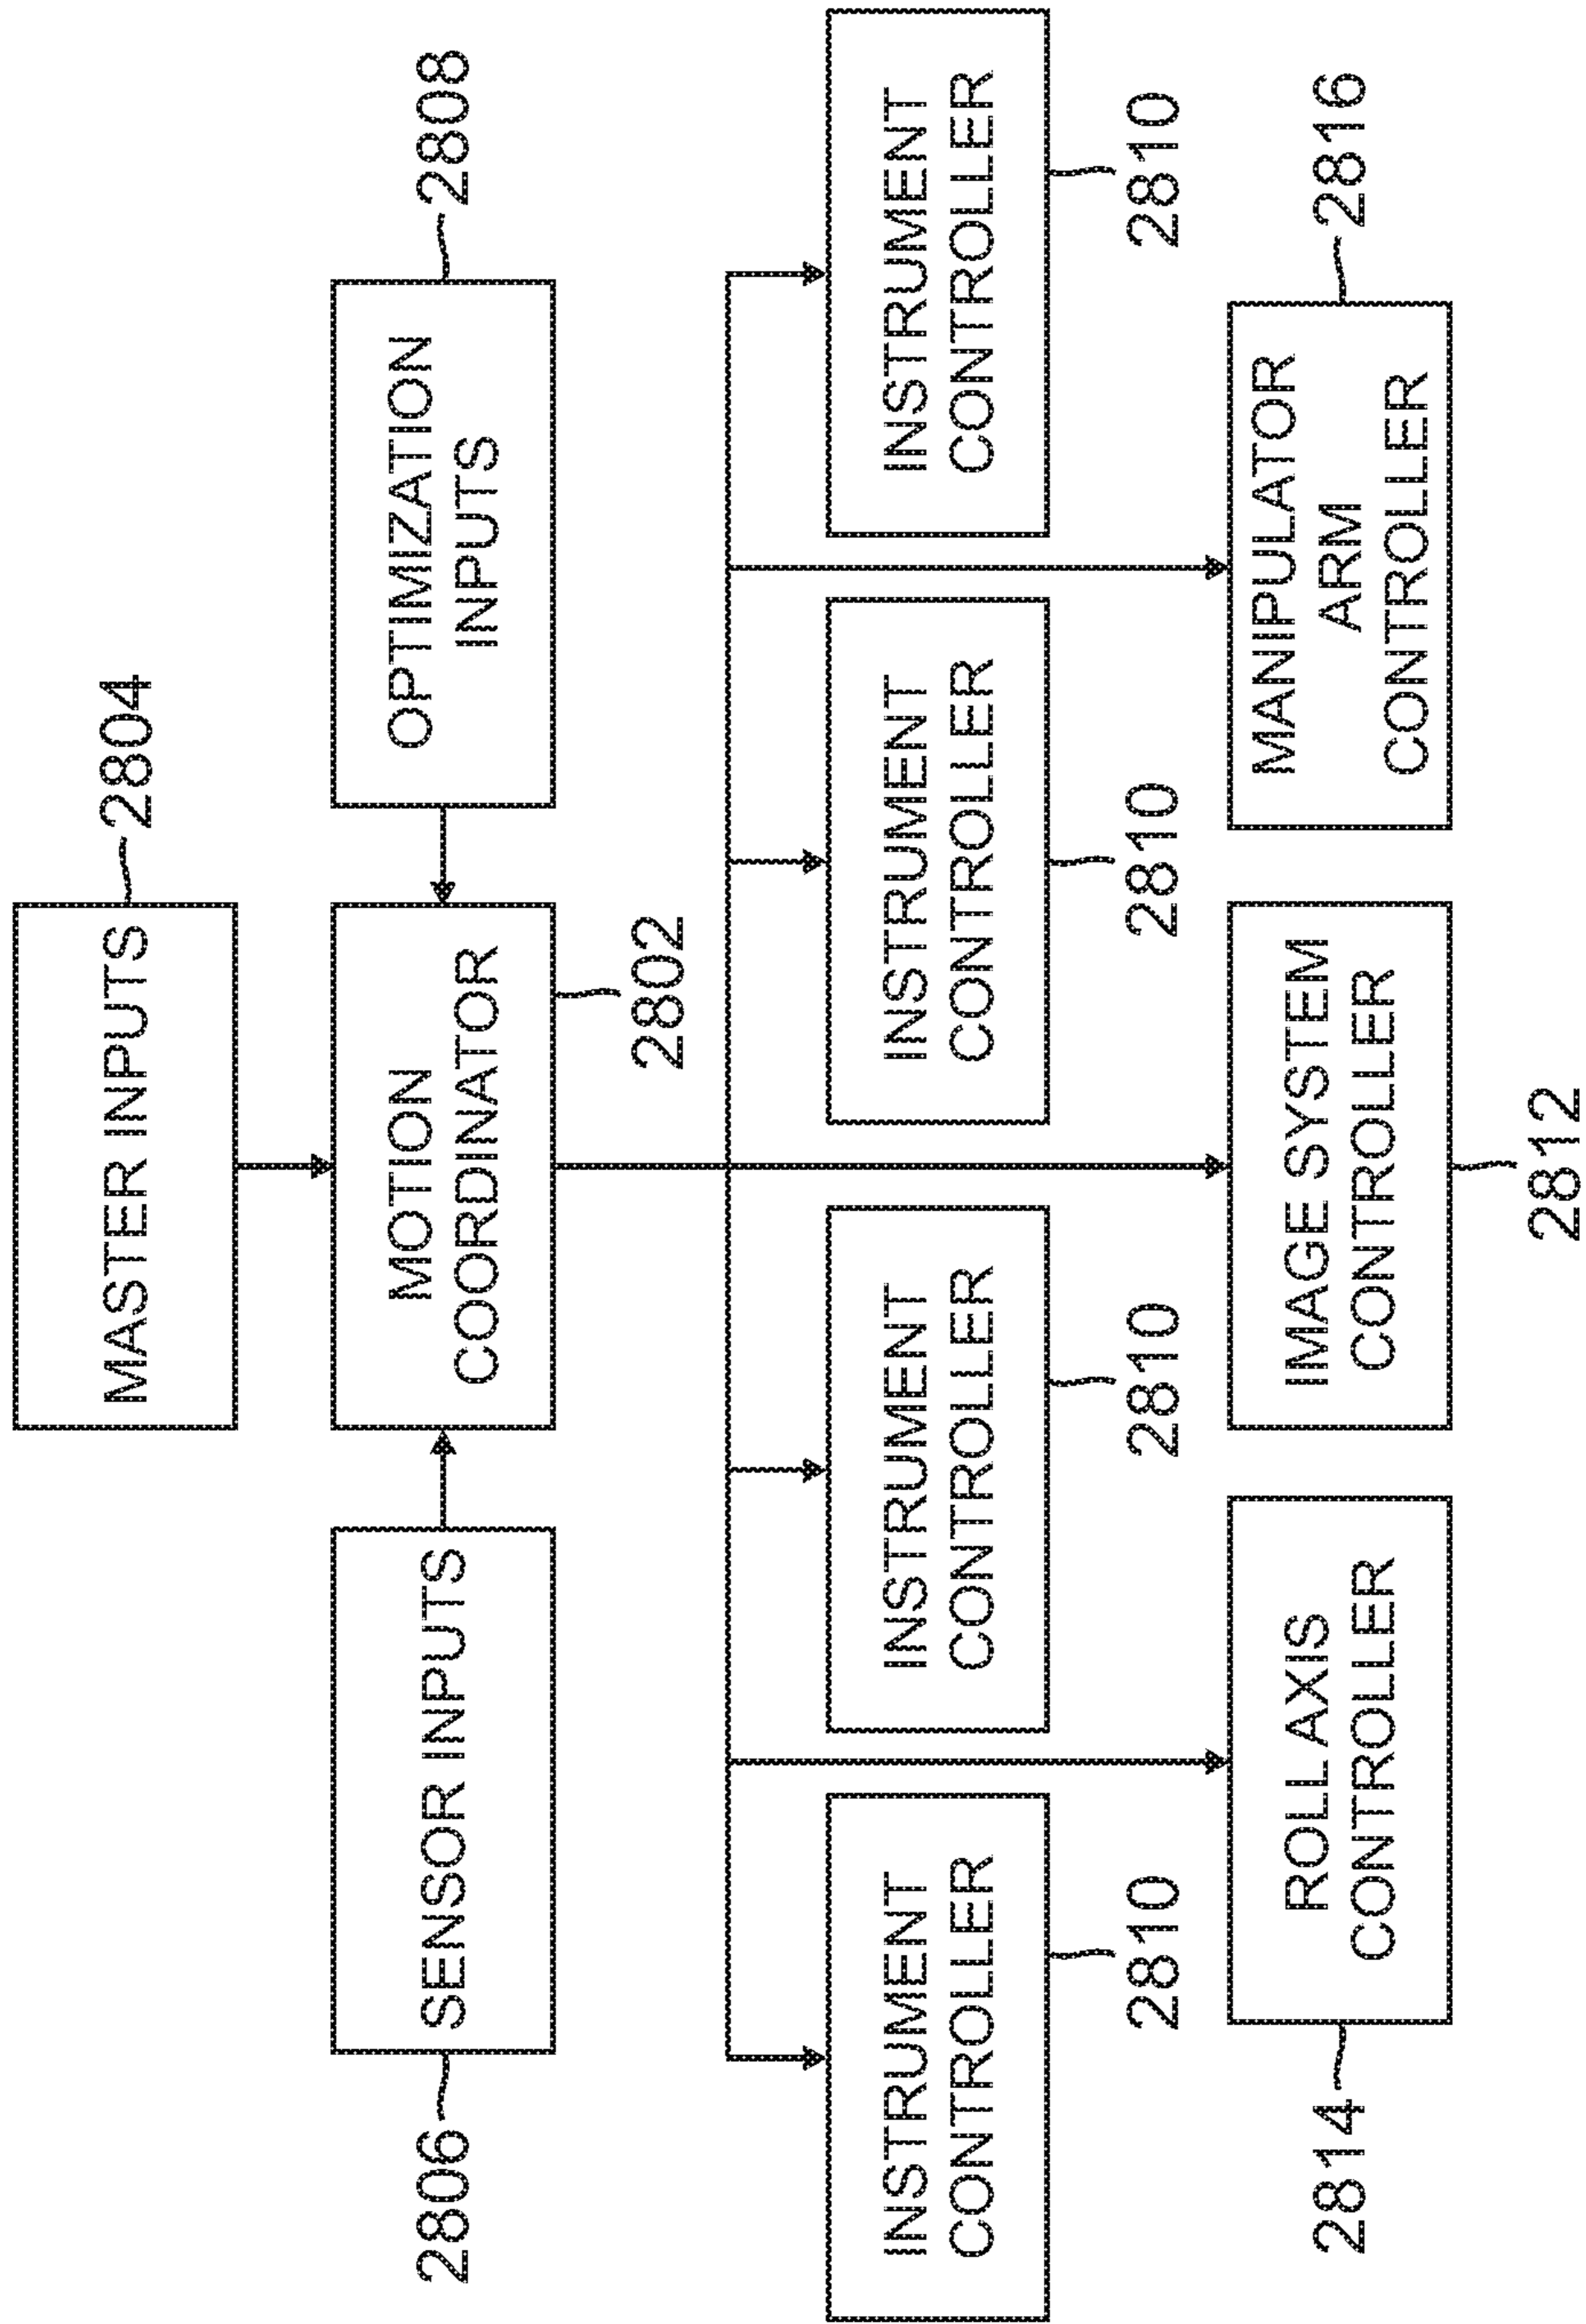 MASTER INPUTS
2804
2806
SENSOR INPUTS
MOTION
COORDINATOR
2802
OPTIMIZATION
INPUTS
2808
INSTRUMENT
CONTROLLER
2810
INSTRUMENT
CONTROLLER
2810
INSTRUMENT
CONTROLLER
2810
INSTRUMENT
CONTROLLER
2810
2814
ROLL AXIS
CONTROLLER
IMAGE SYSTEM
CONTROLLER
2812
MANIPULATOR
ARM
CONTROLLER
2816